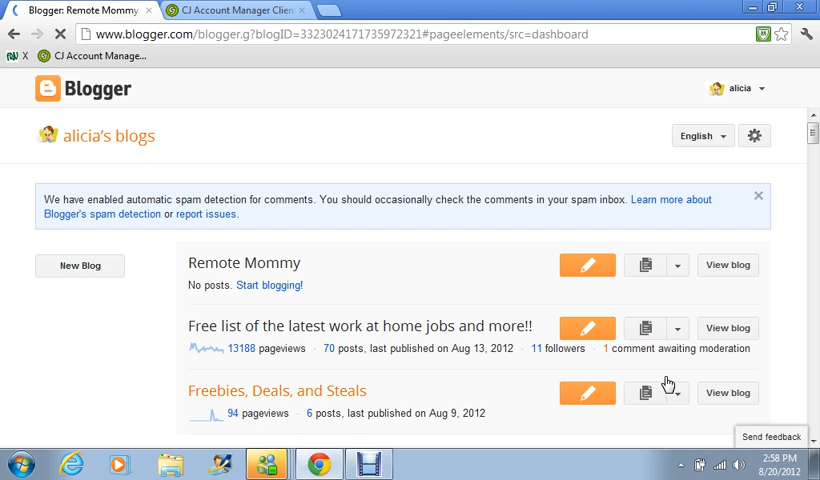 Blogger: Remote Mommy
CJ Account Manager Clien
www.blogger.com/blogger.g?blogID=3323024171735972321#pageelements/src=dashboard
X
CJ Account Manage...
Blogger
alicia
alicia's blogs
English
We have enabled automatic spam detection for comments. You should occasionally check the comments in your spam inbox. Learn more about
Blogger's spam detection or report issues.
New Blog
Remote Mommy
View blog
No posts. Start blogging!
Free list of the latest work at home jobs and more!!
View blog
13188 pageviews - 70 posts, last published on Aug 13, 2012 - 11 followers - 1 comment awaiting moderation
Freebies, Deals, and Steals
View blog
94 pageviews - 6 posts, last published on Aug 9, 2012
Send feedback
2:58 PM
8/20/2012